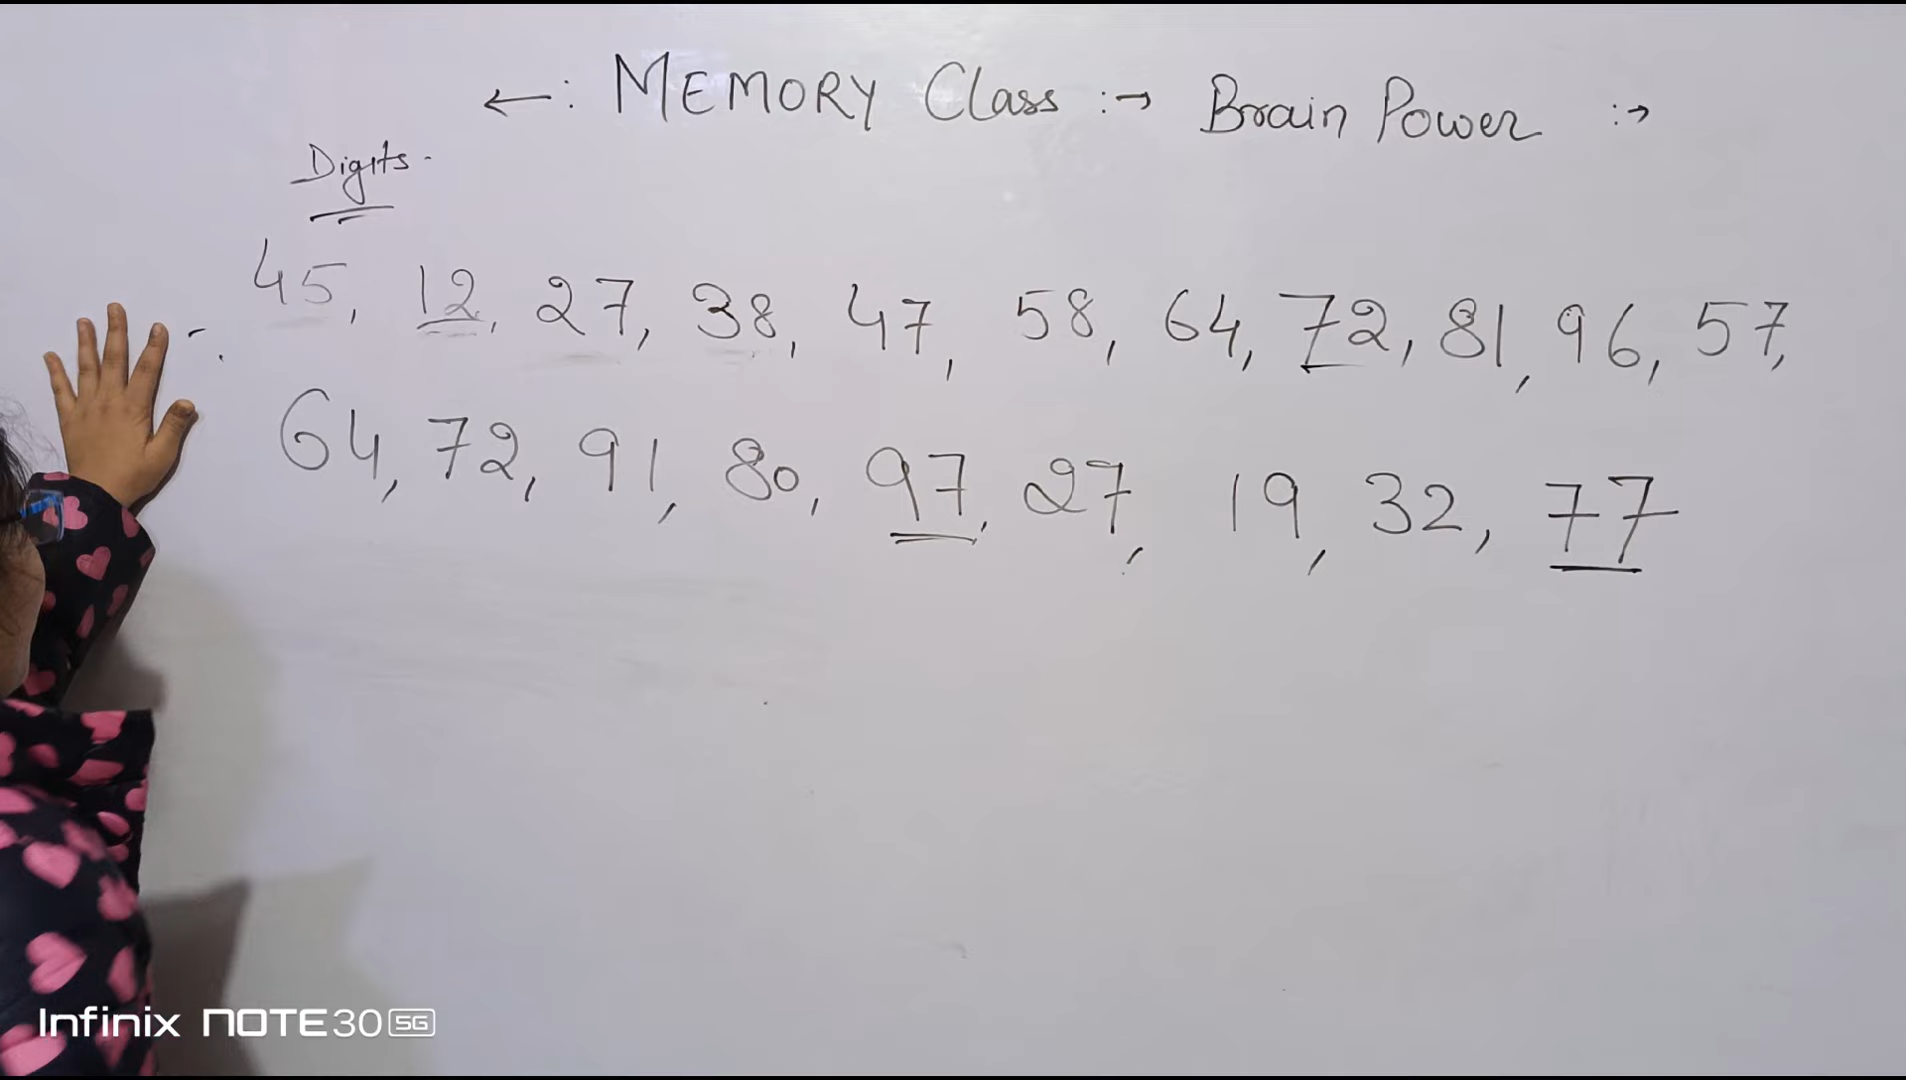 ←: MEMORY Class :→ Brain Power :→
Digits.
45, 12, 27, 38, 47, 58, 64, 72, 81, 96, 57,
64, 72, 91, 80, 97, 27, 19, 32, 77
Infinix NOTE 30 5G